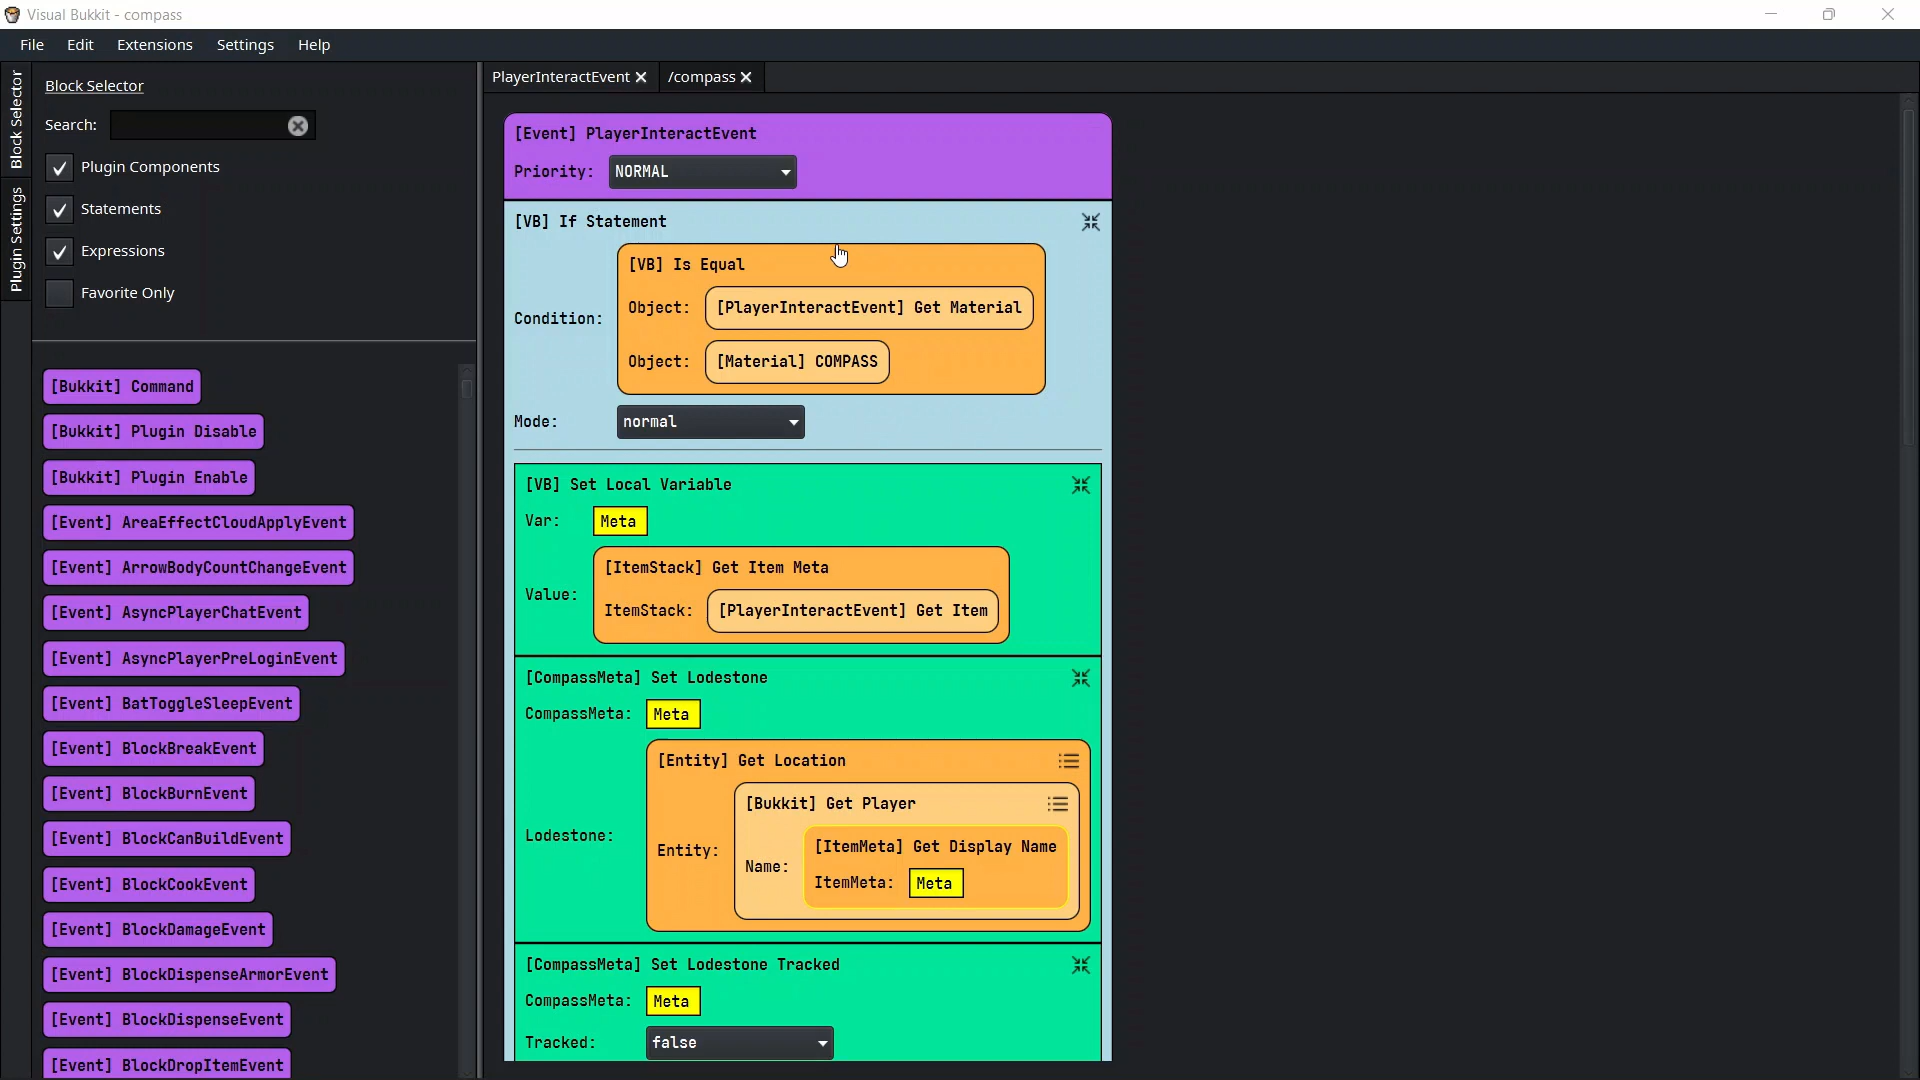 Visual Bukkit - compass
File Edit Extensions Settings Help
Block Selector
Plugin Settings
Block Selector
Search:
Plugin Components
Statements
Expressions
Favorite Only
[Bukkit] Command
[Bukkit] Plugin Disable
[Bukkit] Plugin Enable
[Event] AreaEffectCloudApplyEvent
[Event] ArrowBodyCountChangeEvent
[Event] AsyncPlayerChatEvent
[Event] AsyncPlayerPreLoginEvent
[Event] BatToggleSleepEvent
[Event] BlockBreakEvent
[Event] BlockBurnEvent
[Event] BlockCanBuildEvent
[Event] BlockCookEvent
[Event] BlockDamageEvent
[Event] BlockDispenseArmorEvent
[Event] BlockDispenseEvent
[Event] BlockDropItemEvent
PlayerInteractEvent /compass
[Event] PlayerInteractEvent
Priority: NORMAL
[VB] If Statement
Condition:
[VB] Is Equal
Object: [PlayerInteractEvent] Get Material
Object: [Material] COMPASS
Mode: normal
[VB] Set Local Variable
Var: Meta
Value:
[ItemStack] Get Item Meta
ItemStack: [PlayerInteractEvent] Get Item
[CompassMeta] Set Lodestone
CompassMeta: Meta
Lodestone:
[Entity] Get Location
Entity:
[Bukkit] Get Player
Name:
[ItemMeta] Get Display Name
ItemMeta: Meta
[CompassMeta] Set Lodestone Tracked
CompassMeta: Meta
Tracked: false